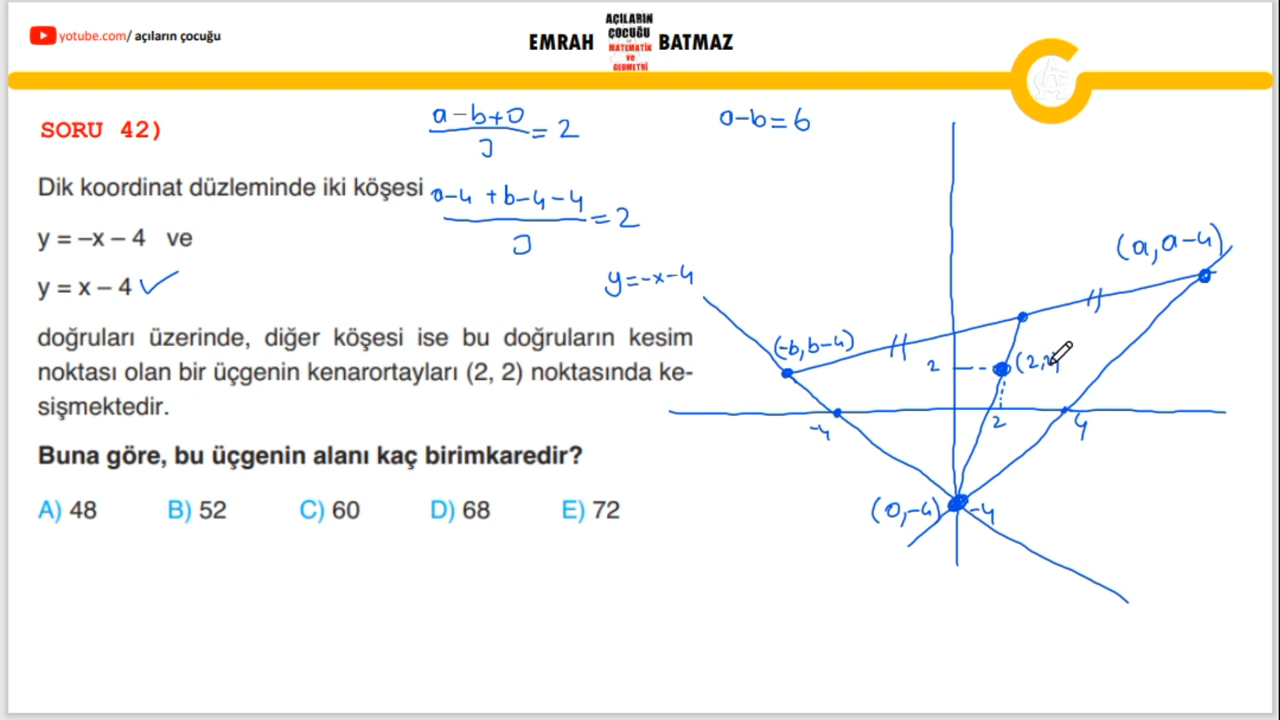 yotube.com/ açıların çocuğu
EMRAH
AÇILARIN
ÇOCUĞU
MATEMATİK
ve
GEOMETRİ
BATMAZ
SORU 42)
a-b+0
3
=2
a-b=6
Dik koordinat düzleminde iki köşesi
a-4 +b-4-4
3
=2
y = –x – 4 ve
y = x – 4
y=-x-4
(a,a-4)
doğruları üzerinde, diğer köşesi ise bu doğruların kesim
noktası olan bir üçgenin kenarortayları (2, 2) noktasında ke-
sişmektedir.
(-b,b-4)
2
(2,2
-4
2
4
Buna göre, bu üçgenin alanı kaç birimkaredir?
A) 48 B) 52 C) 60 D) 68 E) 72
(0,-4)
-4